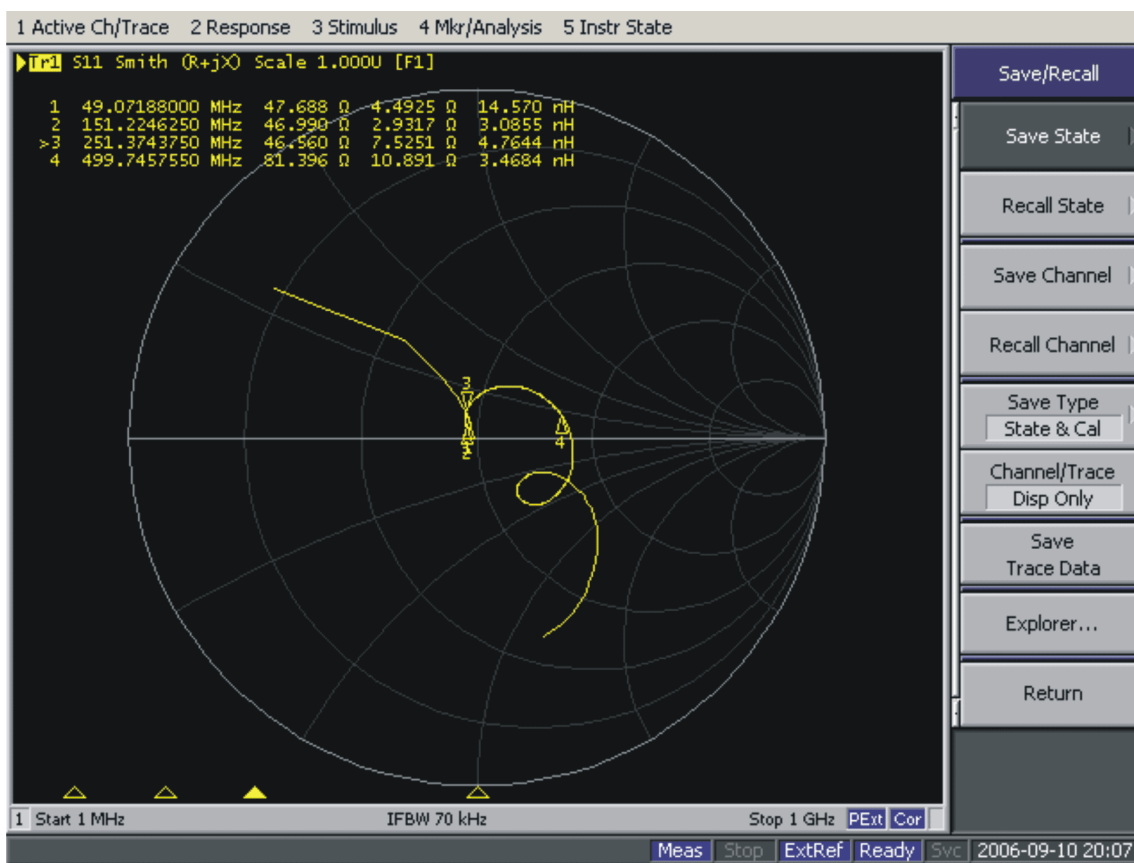 1 Active Ch/Trace 2 Response 3 Stimulus 4 Mkr/Analysis 5 Instr State
Tr1 S11 Smith (R+jX) Scale 1.000U [F1]
1 49.07188000 MHz 47.688 Ω 4.4925 Ω 14.570 nH
2 151.2246250 MHz 46.990 Ω 2.9317 Ω 3.0855 nH
>3 251.3743750 MHz 46.560 Ω 7.5251 Ω 4.7644 nH
4 499.7457550 MHz 81.396 Ω 10.891 Ω 3.4684 nH
3
4
Save/Recall
Save State
Recall State
Save Channel
Recall Channel
Save Type
State & Cal
Channel/Trace
Disp Only
Save
Trace Data
Explorer...
Return
1 Start 1 MHz IFBW 70 kHz Stop 1 GHz PExt Cor
Meas Stop ExtRef Ready Svc 2006-09-10 20:07